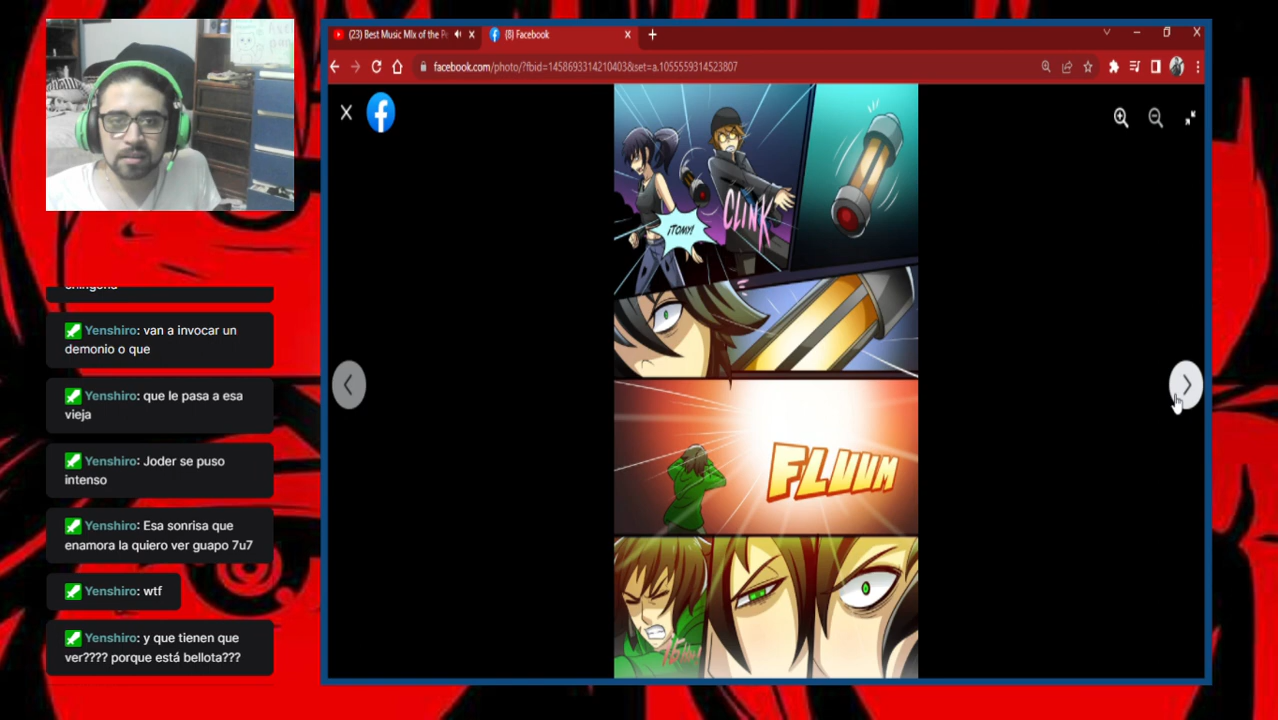 (23) Best Music MIx of the Po
(8) Facebook
facebook.com/photo/?fbid=1458693314210403&set=a.1055559314523807
¡TOMY!
CLINK
FLUUM
Yenshiro: van a invocar un
demonio o que
Yenshiro: que le pasa a esa
vieja
Yenshiro: Joder se puso
intenso
Yenshiro: Esa sonrisa que
enamora la quiero ver guapo 7u7
Yenshiro: wtf
Yenshiro: y que tienen que
ver???? porque está bellota???